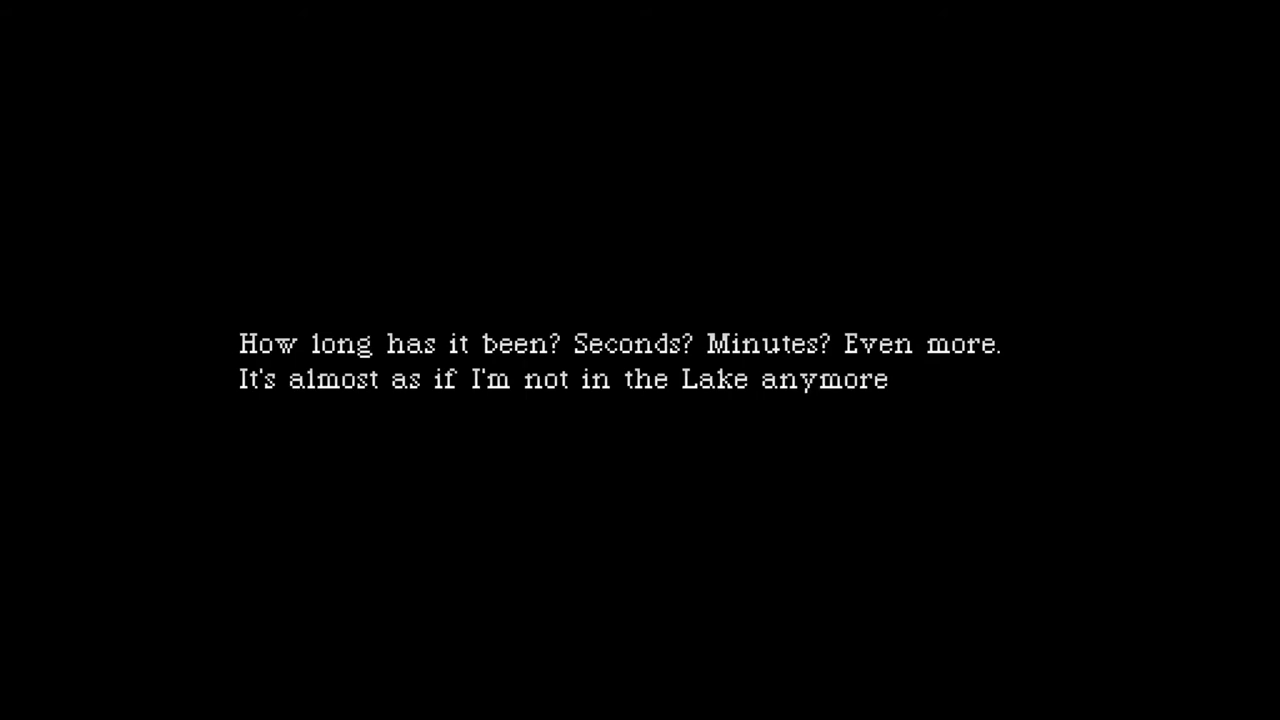 How long has it been? Seconds? Minutes? Even more.
It's almost as if I'm not in the Lake anymore